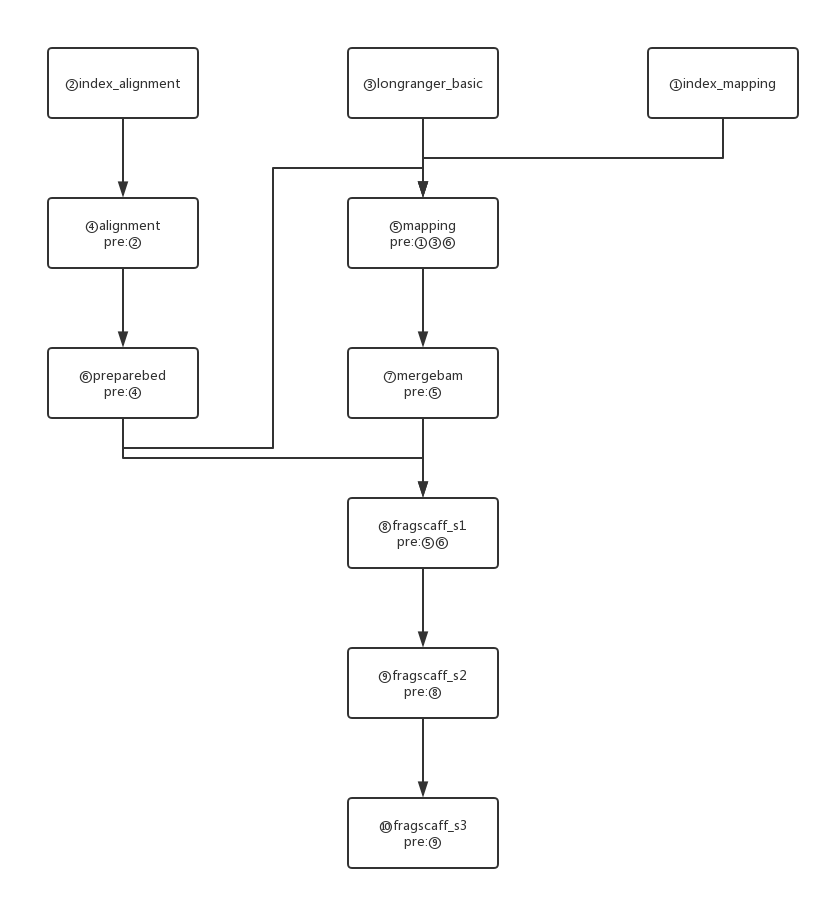 ②index_alignment
③longranger_basic
①index_mapping
④alignment
pre:②
⑤mapping
pre:①③⑥
⑥preparebed
pre:④
⑦mergebam
pre:⑤
⑧fragscaff_s1
pre:⑤⑥
⑨fragscaff_s2
pre:⑧
⑩fragscaff_s3
pre:⑨